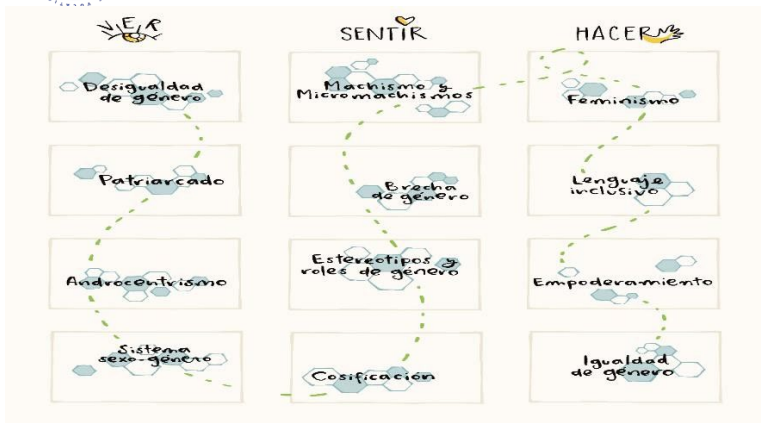 VER
Desigualdad
de género
Patriarcado
Androcentrismo
Sistema
sexo-género
SENTIR
Machismo y
Micromachismos
Brecha
de género
Estereotipos y
roles de género
Cosificación
HACER
Feminismo
Lenguaje
inclusivo
Empoderamiento
Igualdad
de género